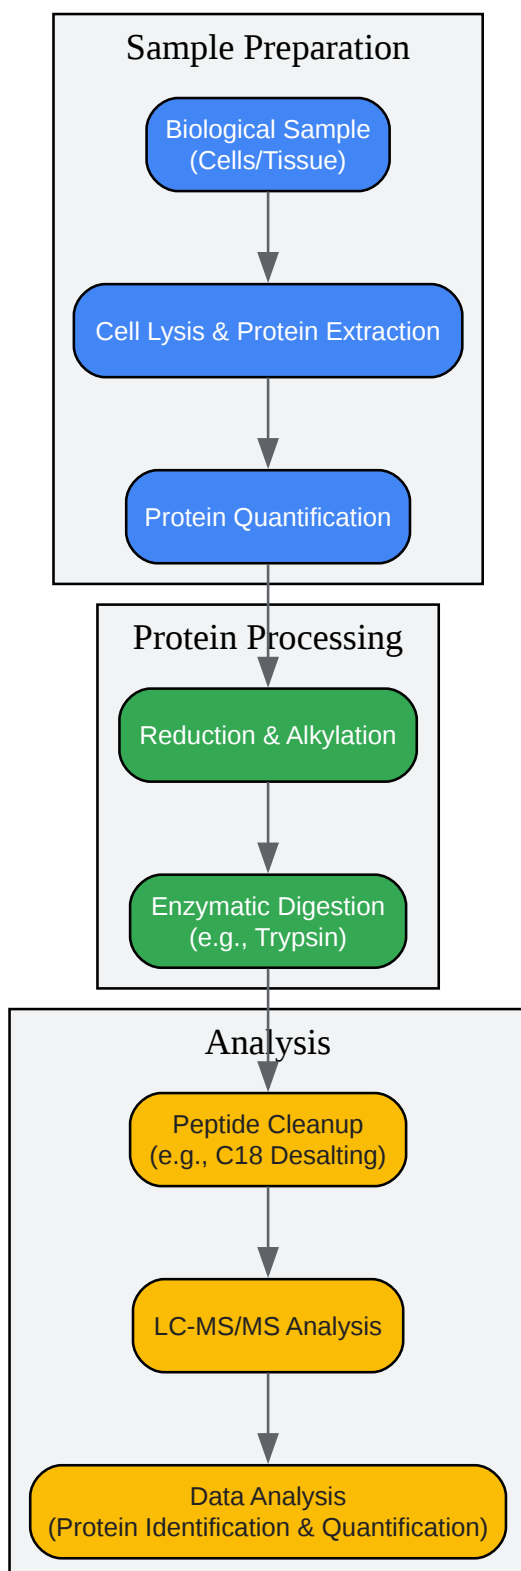 Sample Preparation
Biological Sample
(Cells/Tissue)
Cell Lysis & Protein Extraction
Protein Quantification
Protein Processing
Reduction & Alkylation
Enzymatic Digestion
(e.g., Trypsin)
Analysis
Peptide Cleanup
(e.g., C18 Desalting)
LC-MS/MS Analysis
Data Analysis
(Protein Identification & Quantification)